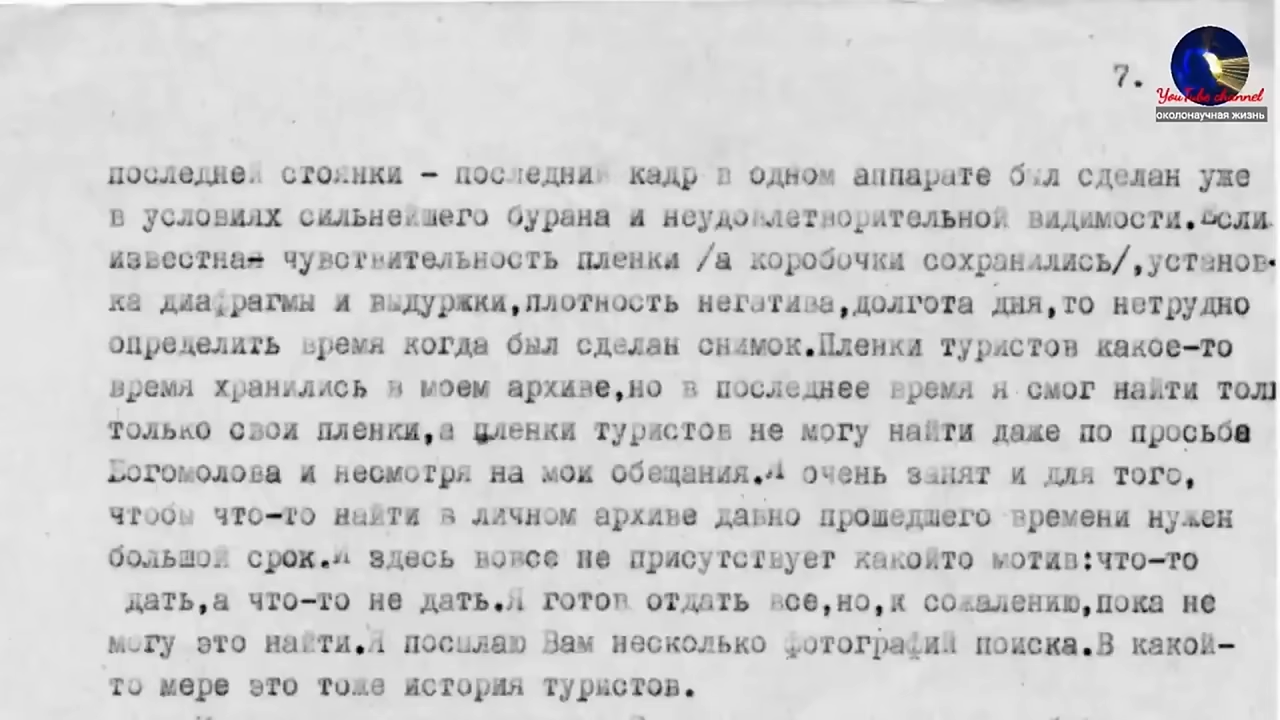 7.
YouTube channel
околонаучная жизнь
последней стоянки - последний кадр в одном аппарате был сделан уже
в условиях сильнейшего бурана и неудовлетворительной видимости.Если
известна- чувствительность пленки /а коробочки сохранились/,установ-
ка диафрагмы и выдуржки,плотность негатива,долгота дня,то нетрудно
определить время когда был сделан снимок.Пленки туристов какое-то
время хранились в моем архиве,но в последнее время я смог найти толь
только свои пленки,а пленки туристов не могу найти даже по просьба
Богомолова и несмотря на мои обещания.Я очень занят и для того,
чтобы что-то найти в личном архиве давно прошедшего времени нужен
большой срок.И здесь вовсе не присутствует какойто мотив:что-то
дать,а что-то не дать.Я готов отдать все,но,к сожалению,пока не
могу это найти.Я посылаю Вам несколько фотографий поиска.В какой-
то мере это тоже история туристов.